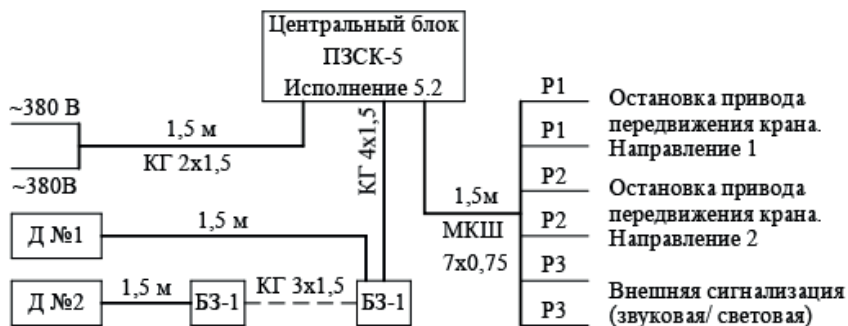 Центральный блок
ПЗСК-5
Исполнение 5.2
~380 В
1,5 м
КГ 2х1,5
~380В
КГ 4х1,5
Д №1
1,5 м
Д №2
1,5 м
БЗ-1
КГ 3х1,5
БЗ-1
1,5м
МКШ
7х0,75
Р1
Р1
Р2
Р2
Р3
Р3
Остановка привода
передвижения крана.
Направление 1
Остановка привода
передвижения крана.
Направление 2
Внешняя сигнализация
(звуковая/ световая)